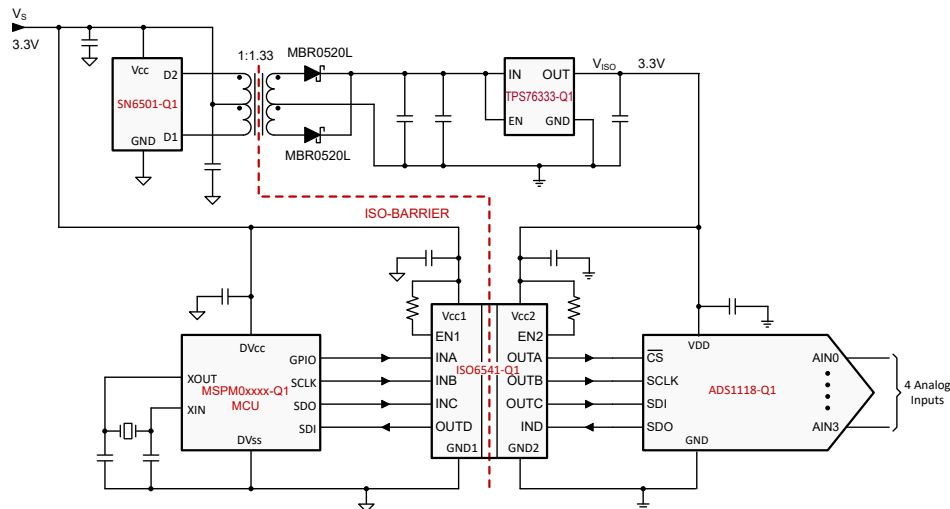 VS
3.3V
Vcc
D2
SN6501-Q1
GND
D1
1:1.33
MBR0520L
MBR0520L
IN
OUT
TPS76333-Q1
EN
GND
VISO 3.3V
ISO-BARRIER
DVcc
XOUT
XIN
MSPM0xxxx-Q1
MCU
GPIO
SCLK
SDO
SDI
DVss
Vcc1
EN1
INA
INB
INC
OUTD
GND1
ISO6541-Q1
Vcc2
EN2
OUTA
OUTB
OUTC
IND
GND2
VDD
CS
SCLK
SDI
SDO
GND
ADS1118-Q1
AIN0
AIN3
4 Analog
Inputs